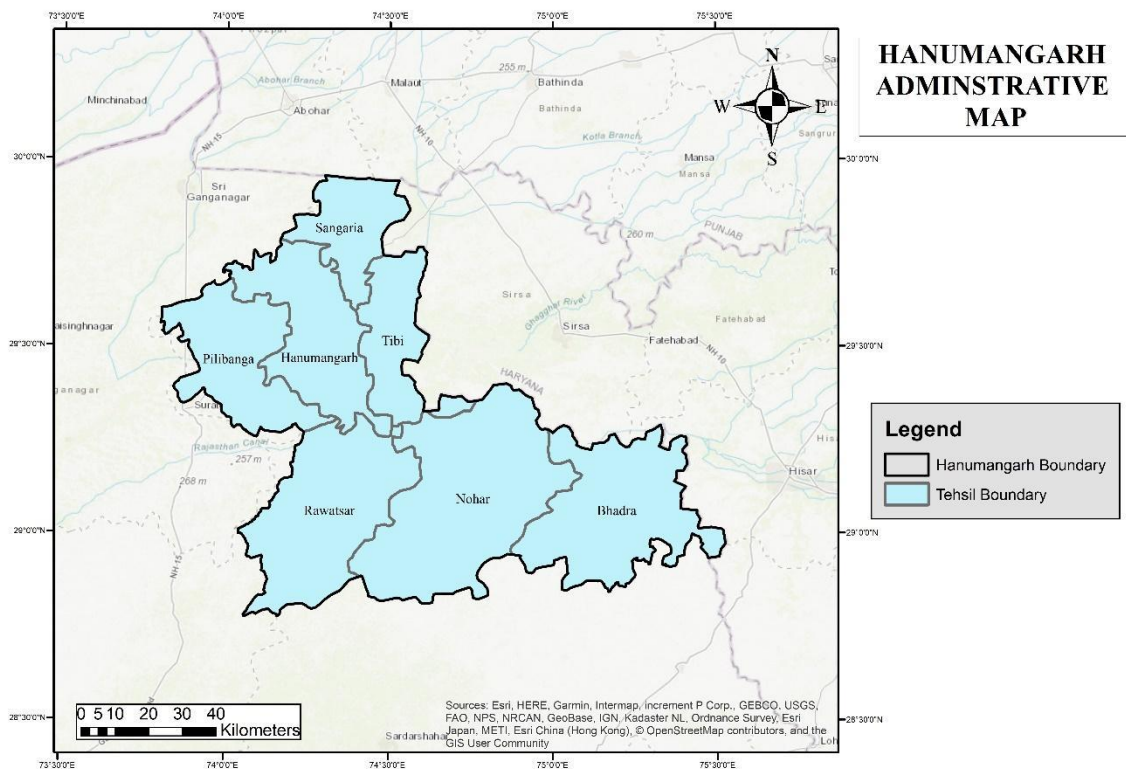 73°30'0"E
74°0'0"E
74°30'0"E
75°0'0"E
75°30'0"E
HANUMANGARH
ADMINSTRATIVE
MAP
N
W
E
S
255 m
Malaut
Bathinda
Bathinda
Abohar Branch
Minchinabad
Abohar
NH-15
NH-10
Kotla Branch
Sangrur
Mansa
Mansa
30°0'0"N
30°0'0"N
Sri
Ganganagar
Sangaria
260 m
PUNJAB
Sirsa
Ghagghar River
Sirsa
Fatehabad
Fatehabad
NH-10
aisinghnagar
29°30'0"N
29°30'0"N
Pilibanga
Hanumangarh
Tibi
HARYANA
ganagar
Surat
Rajasthan Canal
257 m
268 m
Hisar
Legend
Hanumangarh Boundary
Tehsil Boundary
Rawatsar
Nohar
Bhadra
29°0'0"N
29°0'0"N
NH-15
28°30'0"N
28°30'0"N
0 5 10 20 30 40
Kilometers
Sardarshahar
Sources: Esri, HERE, Garmin, Intermap, increment P Corp., GEBCO, USGS,
FAO, NPS, NRCAN, GeoBase, IGN, Kadaster NL, Ordnance Survey, Esri
Japan, METI, Esri China (Hong Kong), © OpenStreetMap contributors, and the
GIS User Community
Loh
73°30'0"E
74°0'0"E
74°30'0"E
75°0'0"E
75°30'0"E